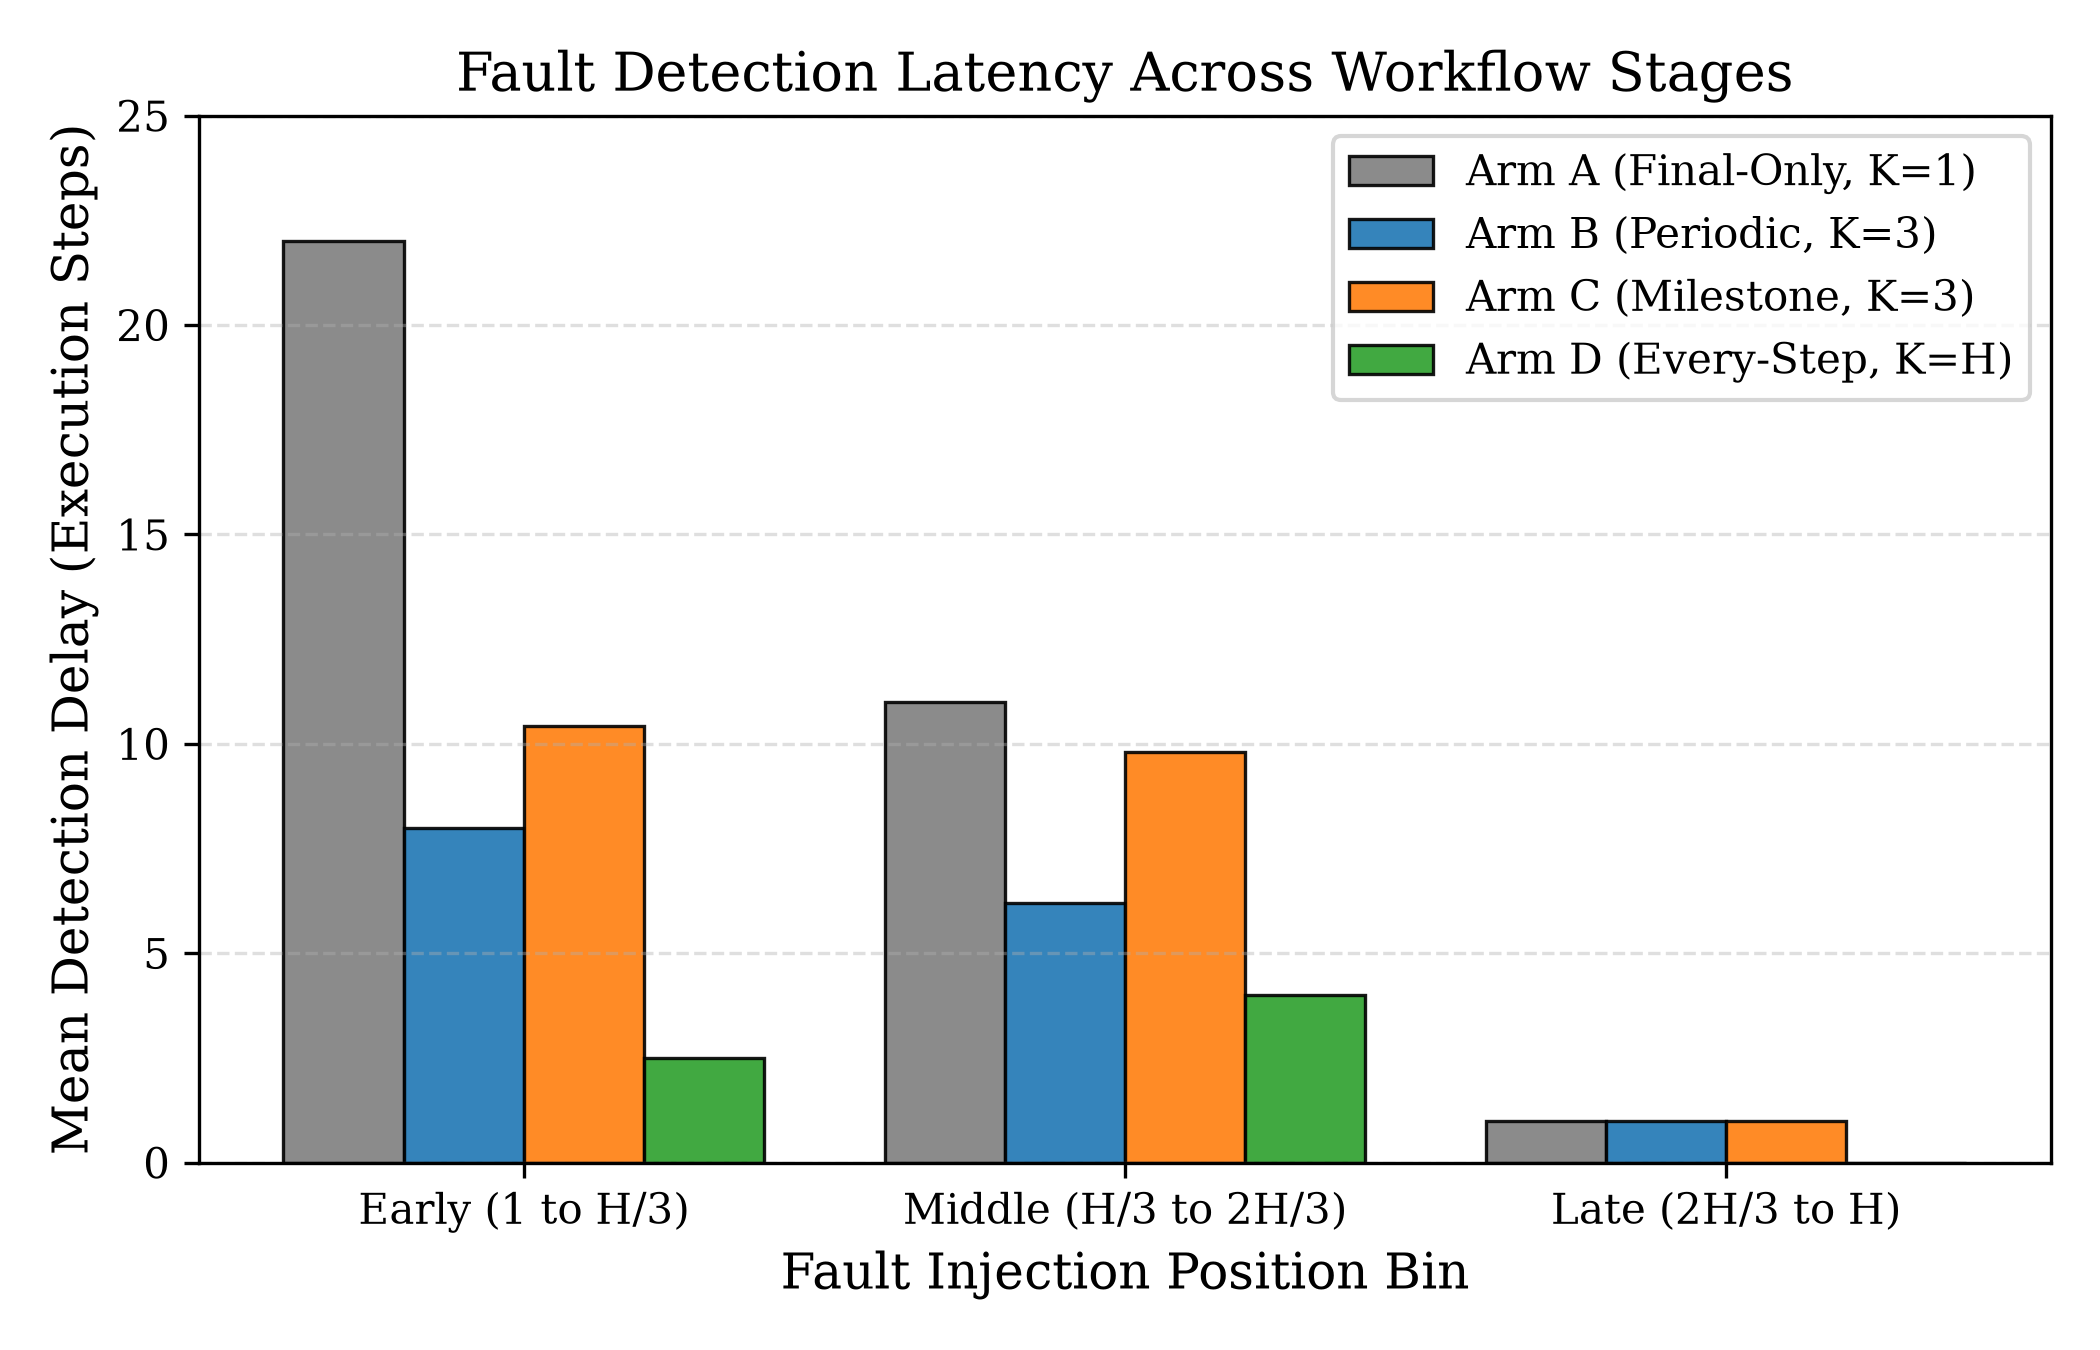 Fault Detection Latency Across Workflow Stages
Mean Detection Delay (Execution Steps)
25
20
15
10
5
0
Arm A (Final-Only, K=1)
Arm B (Periodic, K=3)
Arm C (Milestone, K=3)
Arm D (Every-Step, K=H)
Early (1 to H/3)
Middle (H/3 to 2H/3)
Late (2H/3 to H)
Fault Injection Position Bin